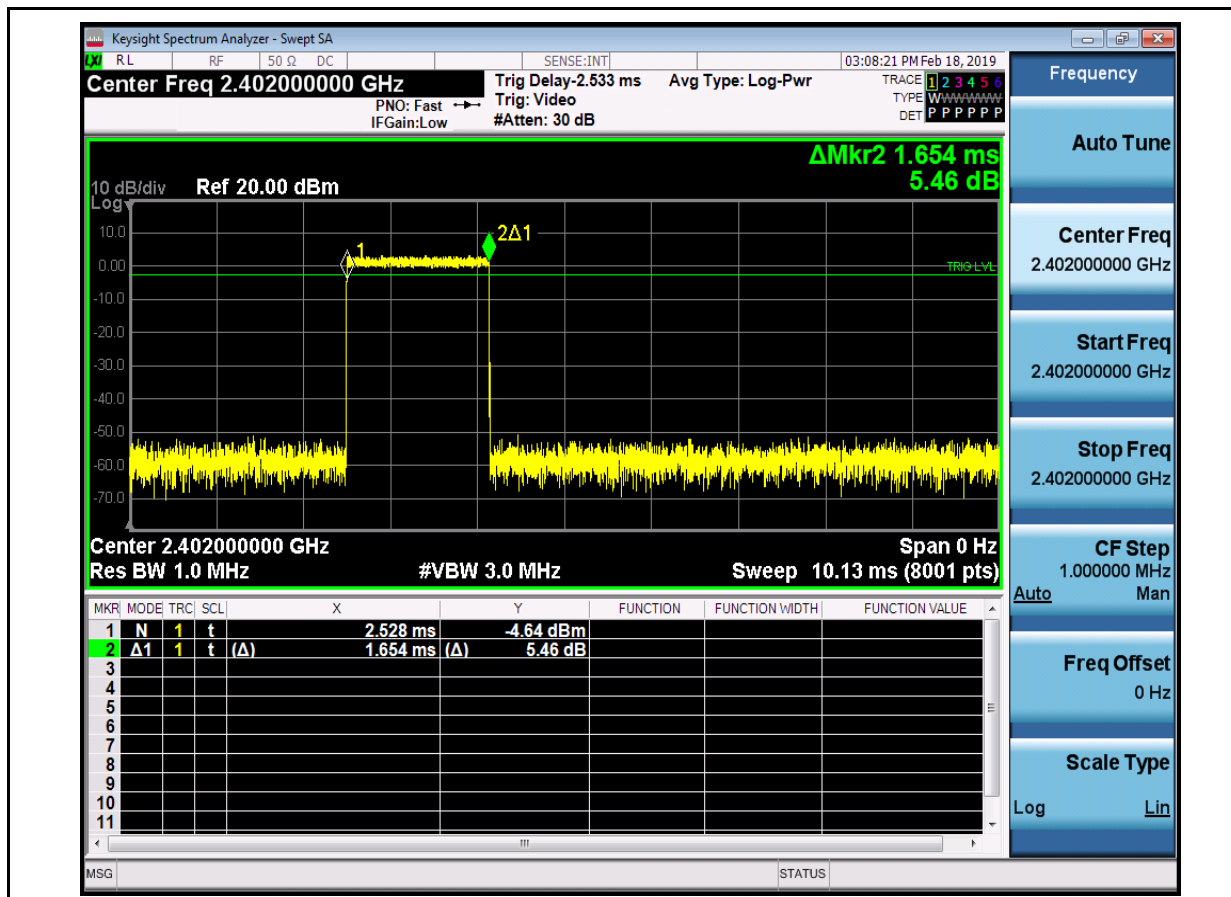 Keysight Spectrum Analyzer - Swept SA
LXI RL RF 50 Ω DC SENSE:INT 03:08:21 PM Feb 18, 2019
Center Freq 2.402000000 GHz
PNO: Fast
IFGain:Low
Trig Delay-2.533 ms
Trig: Video
#Atten: 30 dB
Avg Type: Log-Pwr
TRACE 1 2 3 4 5 6
TYPE WWWWWW
DET P P P P P P
ΔMkr2 1.654 ms
5.46 dB
10 dB/div Ref 20.00 dBm
Log
10.0
0.00
-10.0
-20.0
-30.0
-40.0
-50.0
-60.0
-70.0
1
2Δ1
TRIG LVL
Center 2.402000000 GHz Span 0 Hz
Res BW 1.0 MHz #VBW 3.0 MHz Sweep 10.13 ms (8001 pts)
MKR MODE TRC SCL X Y FUNCTION FUNCTION WIDTH FUNCTION VALUE
1 N 1 t 2.528 ms -4.64 dBm
2 Δ1 1 t (Δ) 1.654 ms (Δ) 5.46 dB
3
4
5
6
7
8
9
10
11
MSG STATUS
Frequency
Auto Tune
Center Freq
2.402000000 GHz
Start Freq
2.402000000 GHz
Stop Freq
2.402000000 GHz
CF Step
1.000000 MHz
Auto Man
Freq Offset
0 Hz
Scale Type
Log Lin